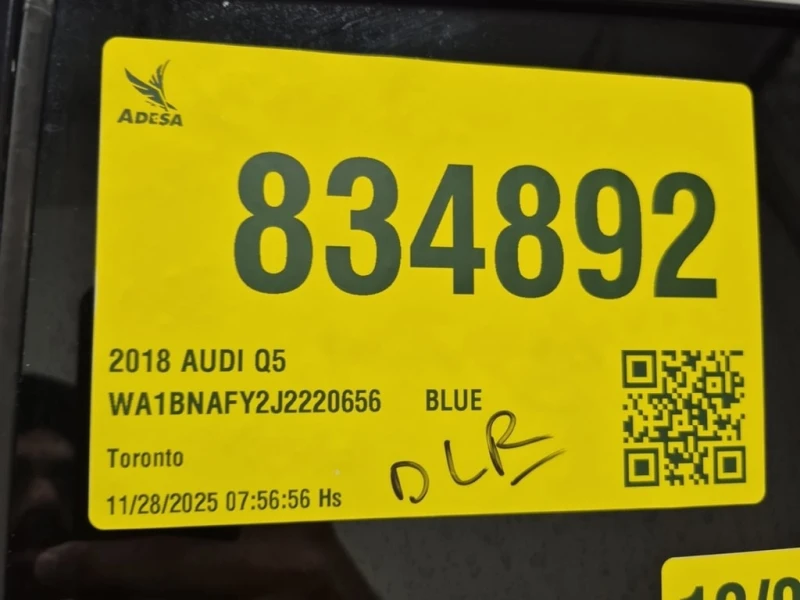 ADESA
834892
2018 AUDI Q5
WA1BNAFY2J2220656 BLUE
Toronto
DLR
11/28/2025 07:56:56 Hs